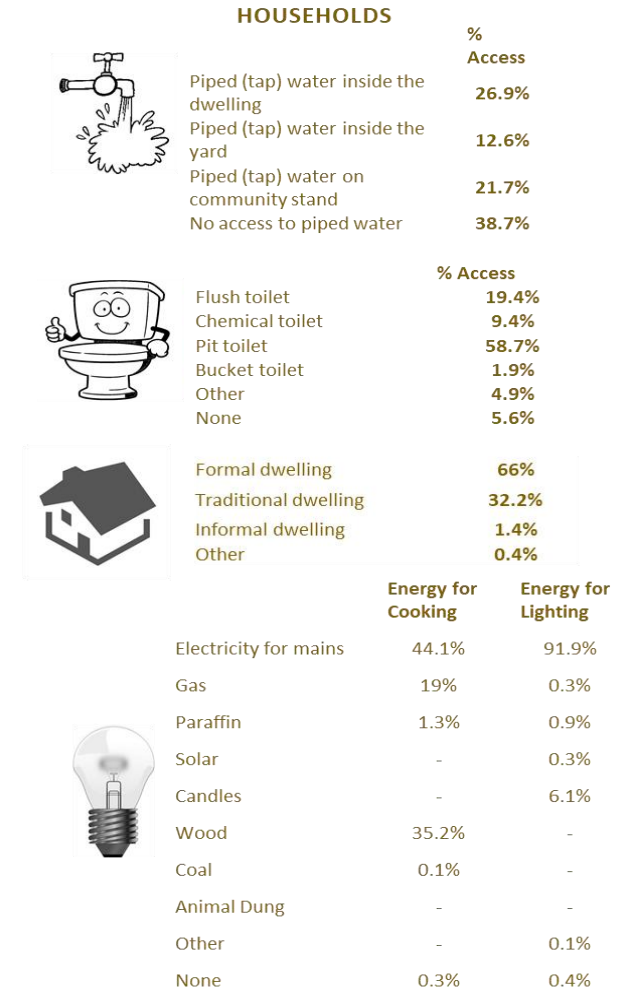 HOUSEHOLDS
%
Access
Piped (tap) water inside the
dwelling 26.9%
Piped (tap) water inside the
yard 12.6%
Piped (tap) water on
community stand 21.7%
No access to piped water 38.7%
% Access
Flush toilet 19.4%
Chemical toilet 9.4%
Pit toilet 58.7%
Bucket toilet 1.9%
Other 4.9%
None 5.6%
Formal dwelling 66%
Traditional dwelling 32.2%
Informal dwelling 1.4%
Other 0.4%
Energy for Energy for
Cooking Lighting
Electricity for mains 44.1% 91.9%
Gas 19% 0.3%
Paraffin 1.3% 0.9%
Solar - 0.3%
Candles - 6.1%
Wood 35.2% -
Coal 0.1% -
Animal Dung - -
Other - 0.1%
None 0.3% 0.4%